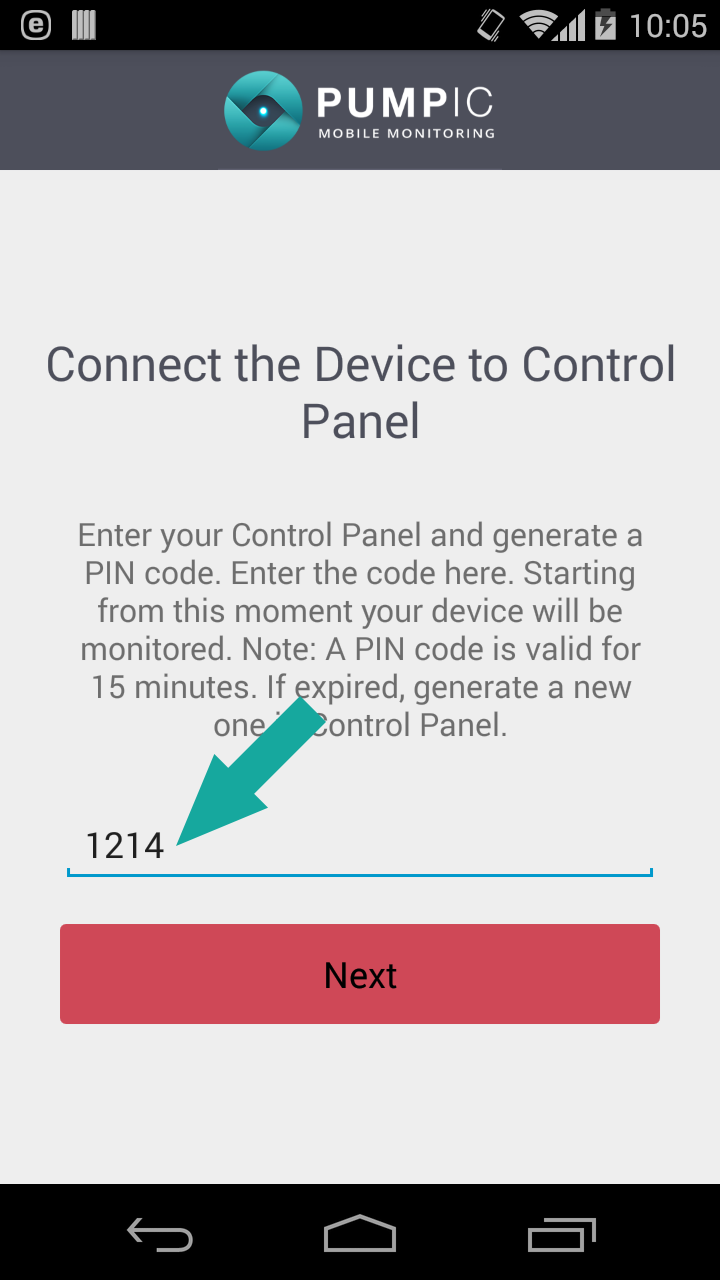 10:05
PUMPIC
MOBILE MONITORING
Connect the Device to Control
Panel
Enter your Control Panel and generate a
PIN code. Enter the code here. Starting
from this moment your device will be
monitored. Note: A PIN code is valid for
15 minutes. If expired, generate a new
one Control Panel.
1214
Next